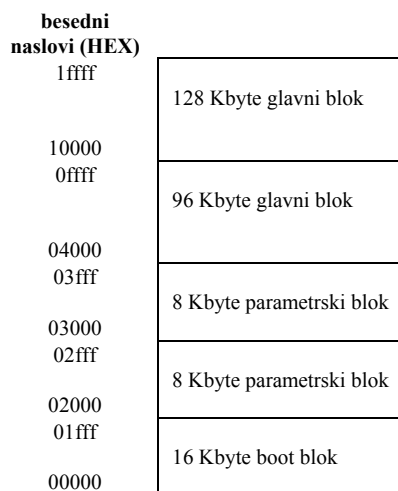 besedni
naslovi (HEX)
1ffff
128 Kbyte glavni blok
10000
0ffff
96 Kbyte glavni blok
04000
03fff
8 Kbyte parametrski blok
03000
02fff
8 Kbyte parametrski blok
02000
01fff
16 Kbyte boot blok
00000